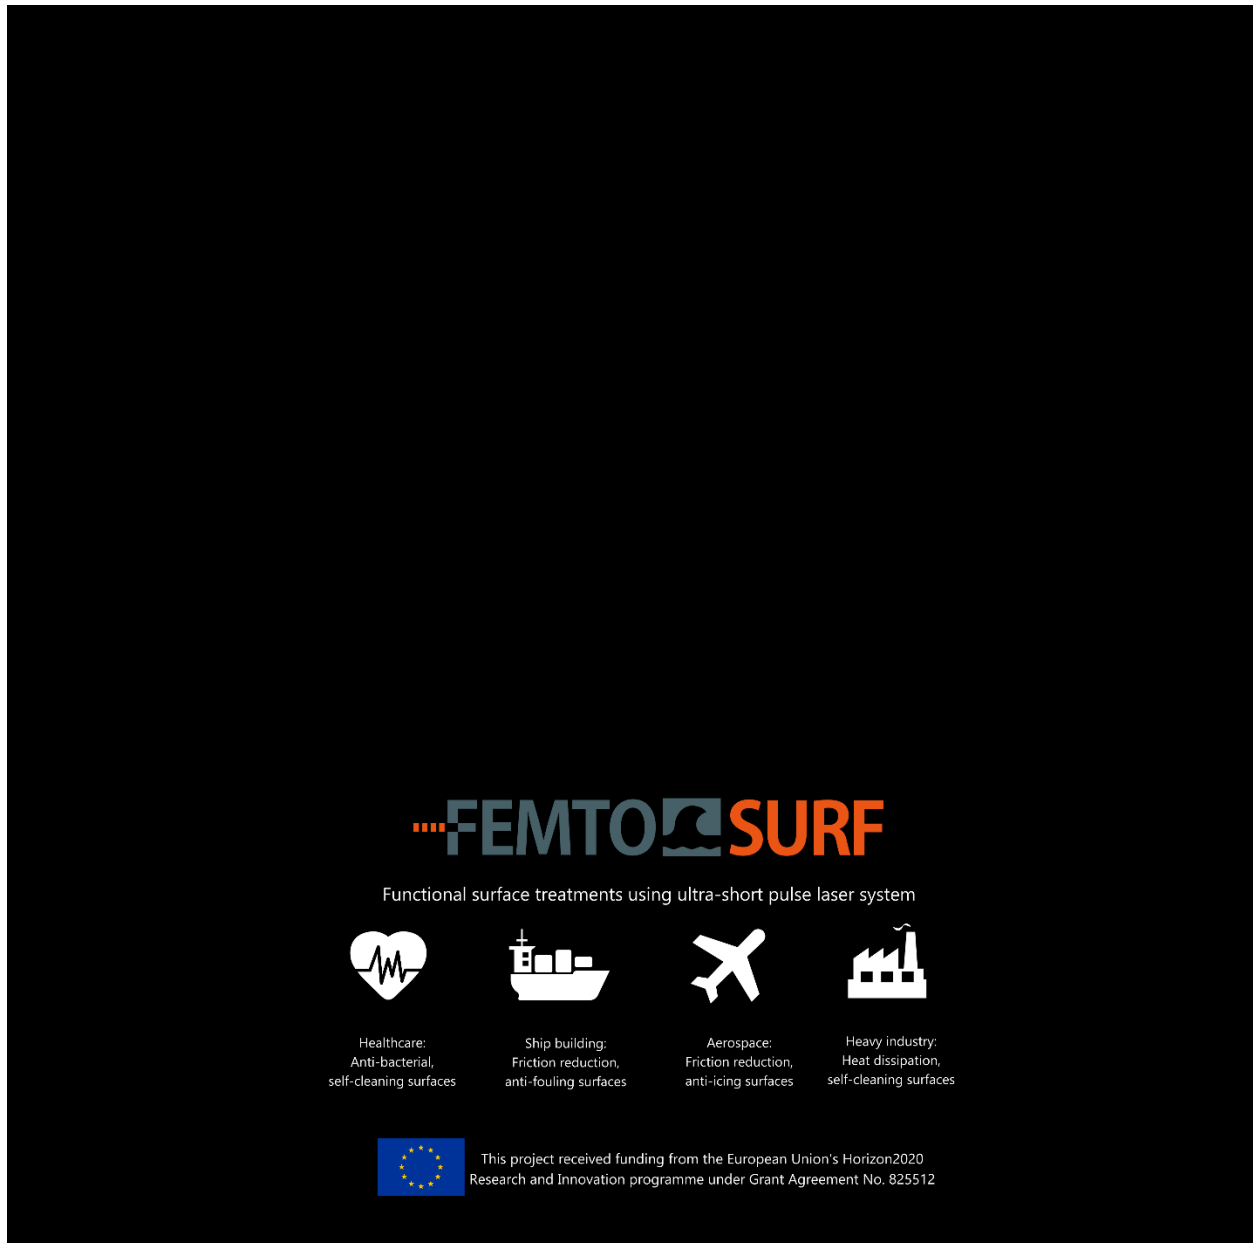 FEMTO SURF
Functional surface treatments using ultra-short pulse laser system
Healthcare:
Anti-bacterial,
self-cleaning surfaces
Ship building:
Friction reduction,
anti-fouling surfaces
Aerospace:
Friction reduction,
anti-icing surfaces
Heavy industry:
Heat dissipation,
self-cleaning surfaces
This project received funding from the European Union's Horizon2020
Research and Innovation programme under Grant Agreement No. 825512